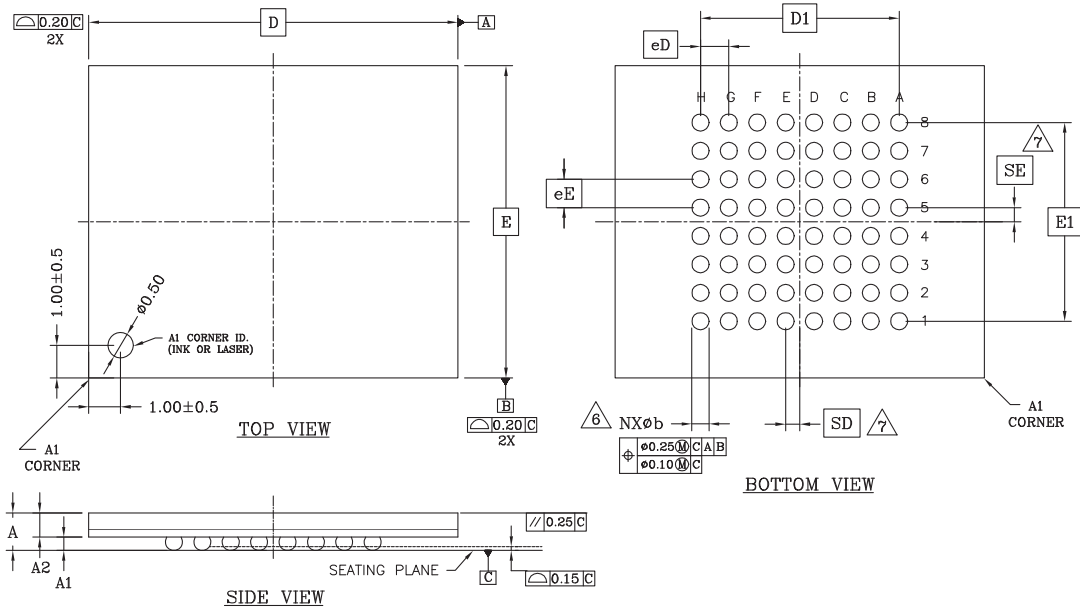 ⌓ 0.20 C
2X
D
A
E
1.00±0.5
ø0.50
A1 CORNER ID.
(INK OR LASER)
1.00±0.5
B
⌓ 0.20 C
2X
A1
CORNER
TOP VIEW
D1
eD
H G F E D C B A
8
7
6
5
4
3
2
1
7
SE
eE
E1
6 NXøb
⌖ ø0.25Ⓜ C A B
ø0.10Ⓜ C
SD 7
A1
CORNER
BOTTOM VIEW
A
A2
A1
// 0.25 C
SEATING PLANE
C
⌓ 0.15 C
SIDE VIEW